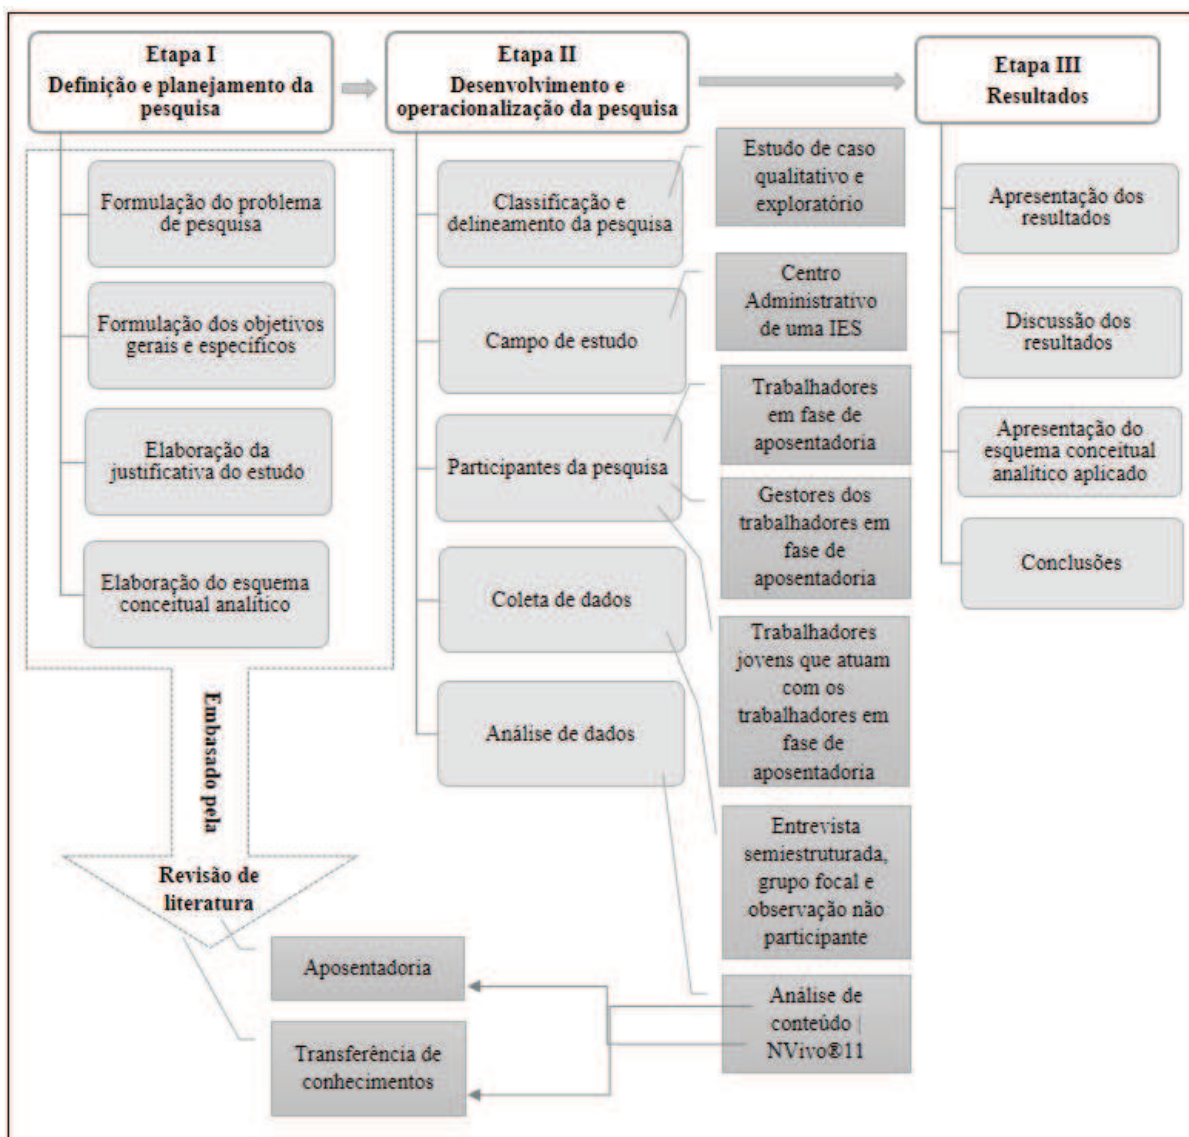 Etapa I
Definição e planejamento da
pesquisa
Formulação do problema
de pesquisa
Formulação dos objetivos
gerais e específicos
Elaboração da
justificativa do estudo
Elaboração do esquema
conceitual analítico
Embasado pela
Revisão de
literatura
Aposentadoria
Transferência de
conhecimentos
Etapa II
Desenvolvimento e
operacionalização da pesquisa
Classificação e
delineamento da pesquisa
Campo de estudo
Participantes da pesquisa
Coleta de dados
Análise de dados
Estudo de caso
qualitativo e
exploratório
Centro
Administrativo
de uma IES
Trabalhadores
em fase de
aposentadoria
Gestores dos
trabalhadores em
fase de
aposentadoria
Trabalhadores
jovens que atuam
com os
trabalhadores em
fase de
aposentadoria
Entrevista
semiestruturada,
grupo focal e
observação não
participante
Análise de
conteúdo |
NVivo®11
Etapa III
Resultados
Apresentação dos
resultados
Discussão dos
resultados
Apresentação do
esquema conceitual
analítico aplicado
Conclusões